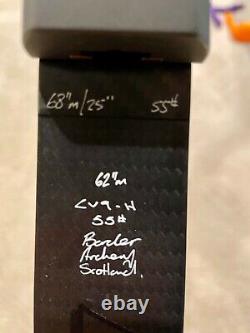 68"m/25" 55#
62"m
CV9-H
55#
Border
Archery
Scotland.